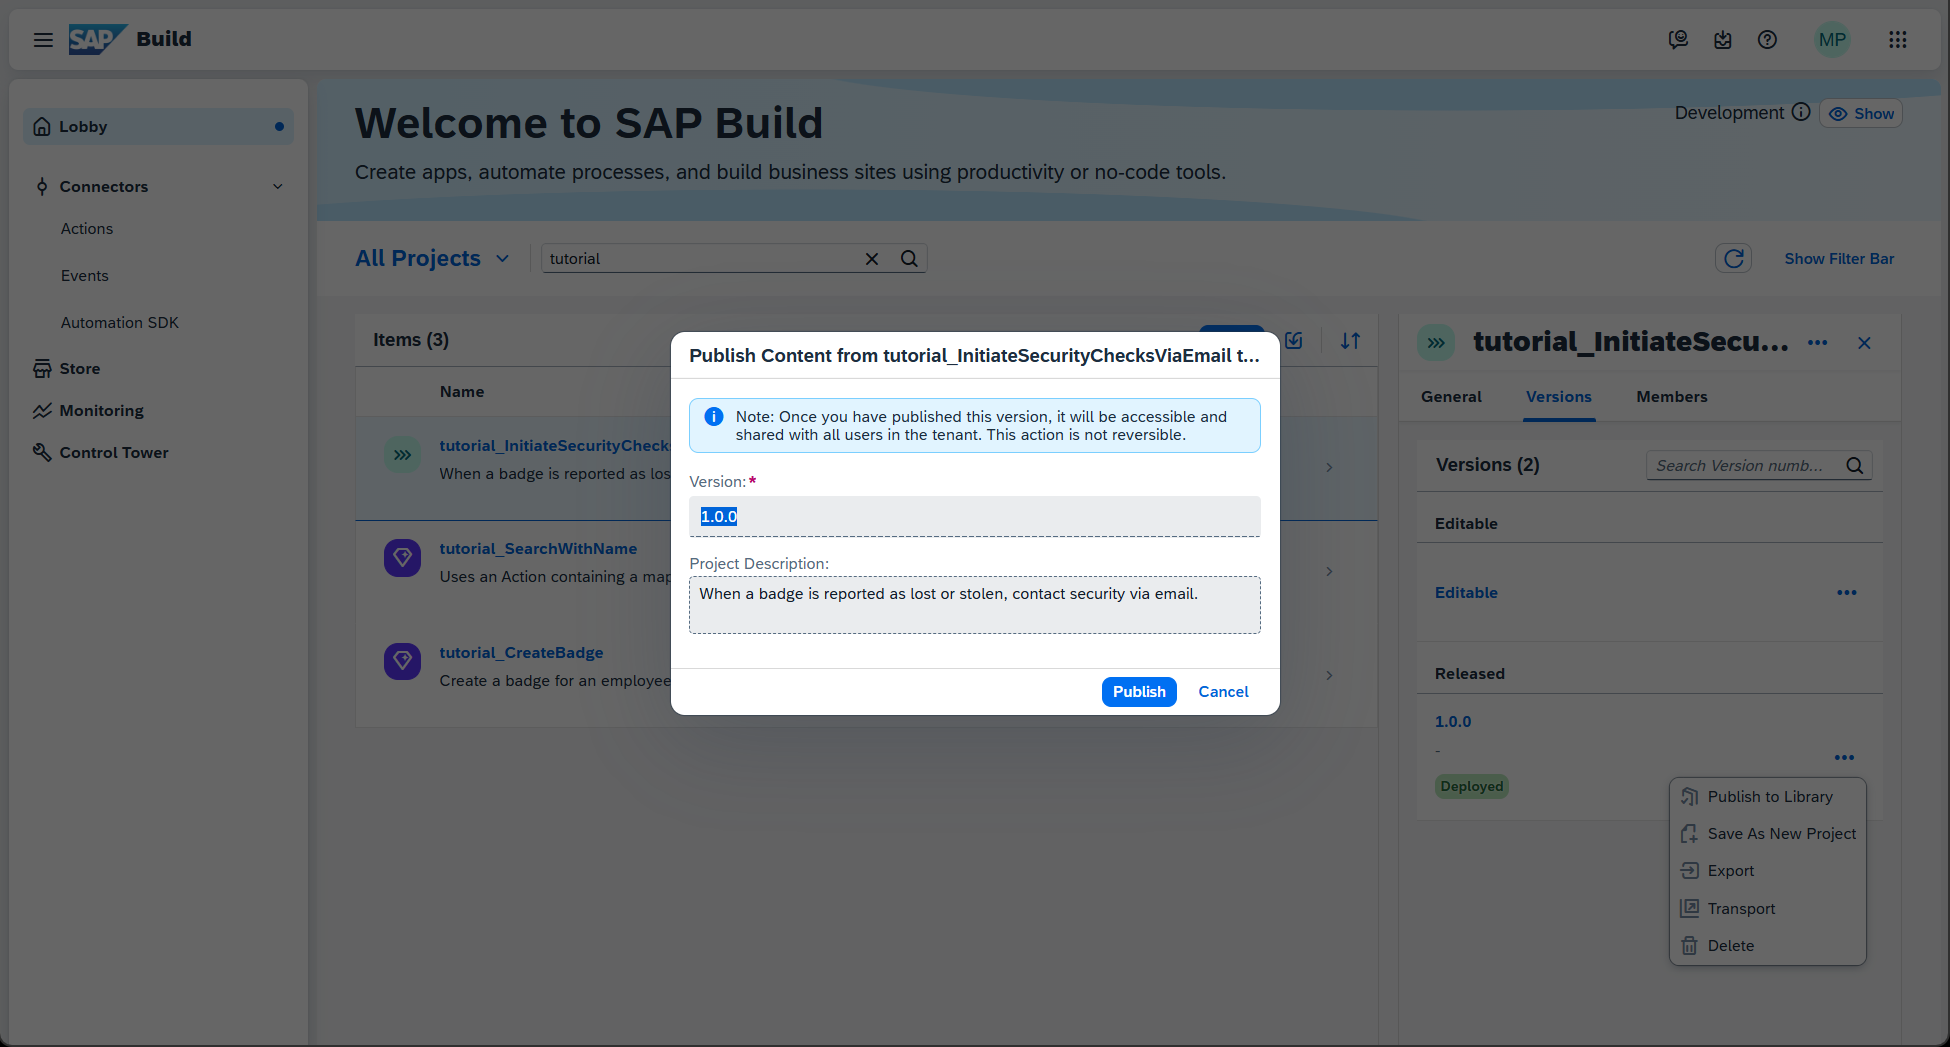 SAP Build
MP
Lobby
Connectors
Actions
Events
Automation SDK
Store
Monitoring
Control Tower
Welcome to SAP Build
Create apps, automate processes, and build business sites using productivity or no-code tools.
Development
Show
All Projects
tutorial
Show Filter Bar
Items (3)
Name
tutorial_InitiateSecurityCheck
When a badge is reported as los
tutorial_SearchWithName
Uses an Action containing a map
tutorial_CreateBadge
Create a badge for an employee
Publish Content from tutorial_InitiateSecurityChecksViaEmail t...
Note: Once you have published this version, it will be accessible and
shared with all users in the tenant. This action is not reversible.
Version:*
1.0.0
Project Description:
When a badge is reported as lost or stolen, contact security via email.
Publish
Cancel
tutorial_InitiateSecu...
General
Versions
Members
Versions (2)
Search Version numb...
Editable
Editable
Released
1.0.0
-
Deployed
Publish to Library
Save As New Project
Export
Transport
Delete